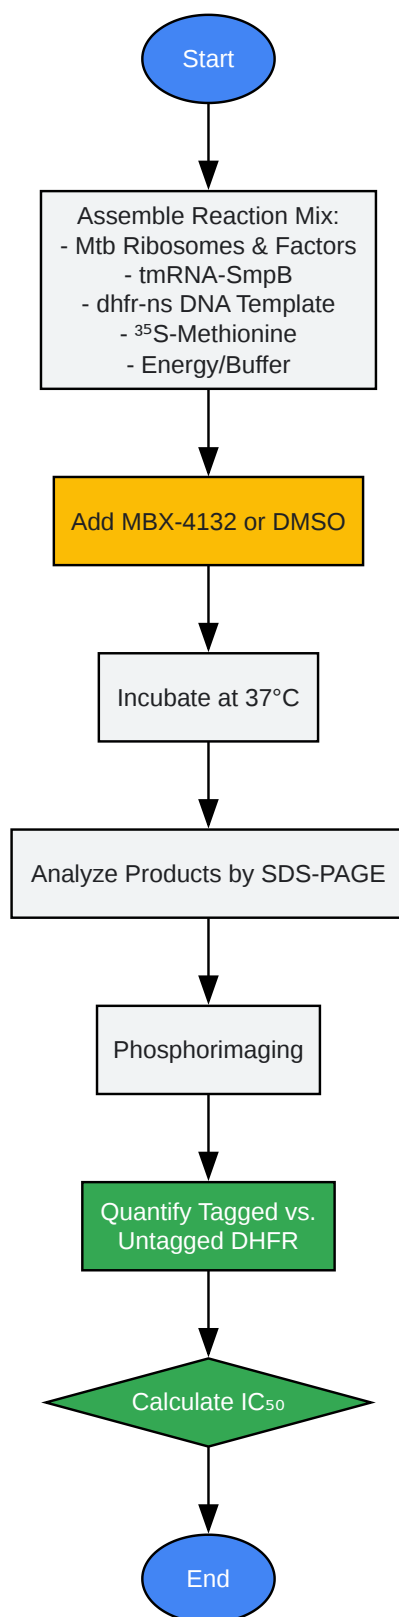 Start
Assemble Reaction Mix:
- Mtb Ribosomes & Factors
- tmRNA-SmpB
- dhfr-ns DNA Template
- ³⁵S-Methionine
- Energy/Buffer
Add MBX-4132 or DMSO
Incubate at 37°C
Analyze Products by SDS-PAGE
Phosphorimaging
Quantify Tagged vs.
Untagged DHFR
Calculate IC₅₀
End